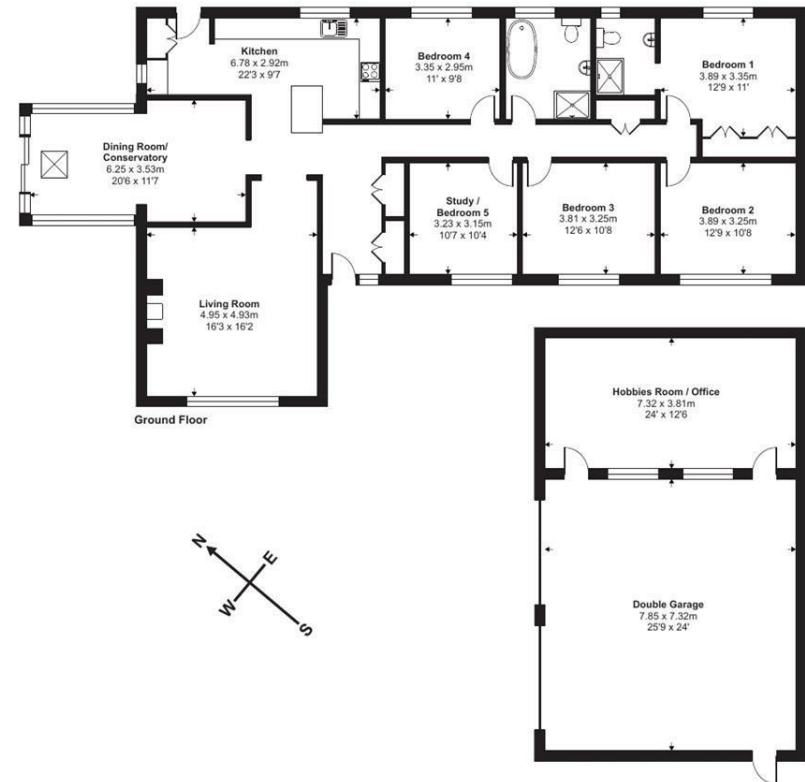 Kitchen
6.78 x 2.92m
22'3 x 9'7
Bedroom 4
3.35 x 2.95m
11' x 9'8
Bedroom 1
3.89 x 3.35m
12'9 x 11'
Dining Room/
Conservatory
6.25 x 3.53m
20'6 x 11'7
Study /
Bedroom 5
3.23 x 3.15m
10'7 x 10'4
Bedroom 3
3.81 x 3.25m
12'6 x 10'8
Bedroom 2
3.89 x 3.25m
12'9 x 10'8
Living Room
4.95 x 4.93m
16'3 x 16'2
Ground Floor
Hobbies Room / Office
7.32 x 3.81m
24' x 12'6
N
E
W
S
Double Garage
7.85 x 7.32m
25'9 x 24'